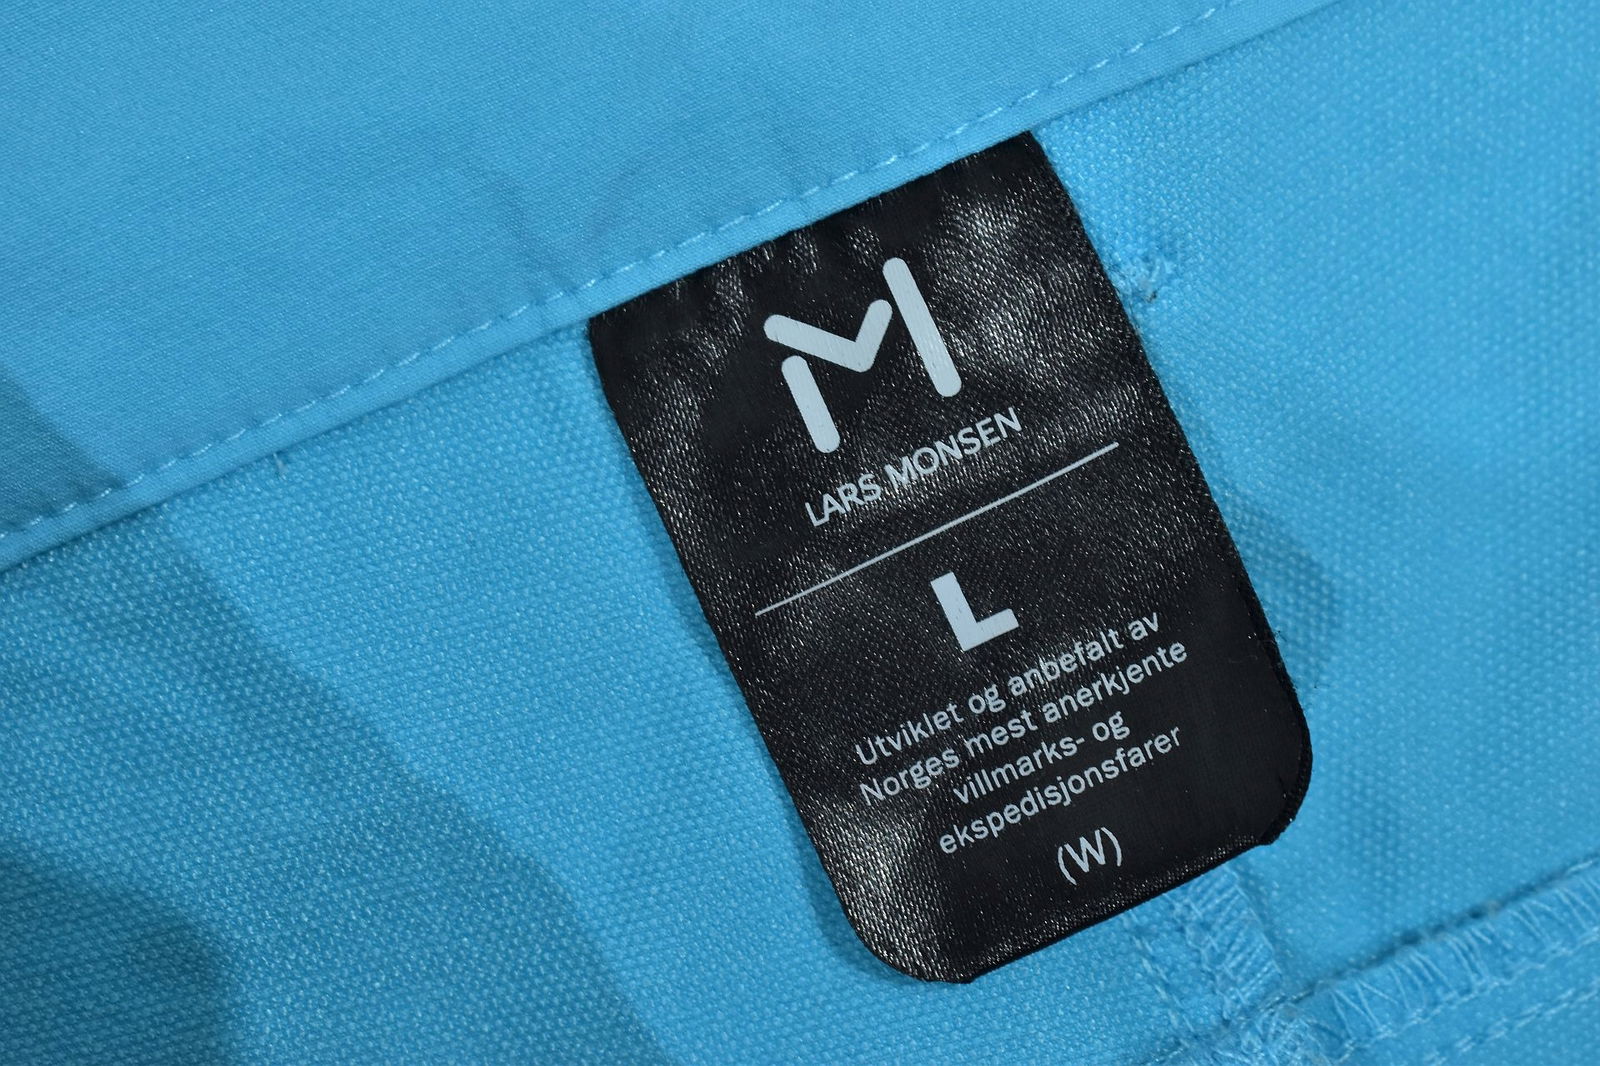 LARS MONSEN
L
Utviklet og anbefalt av
Norges mest anerkjente
villmarks- og
ekspedisjonsfarer
(W)